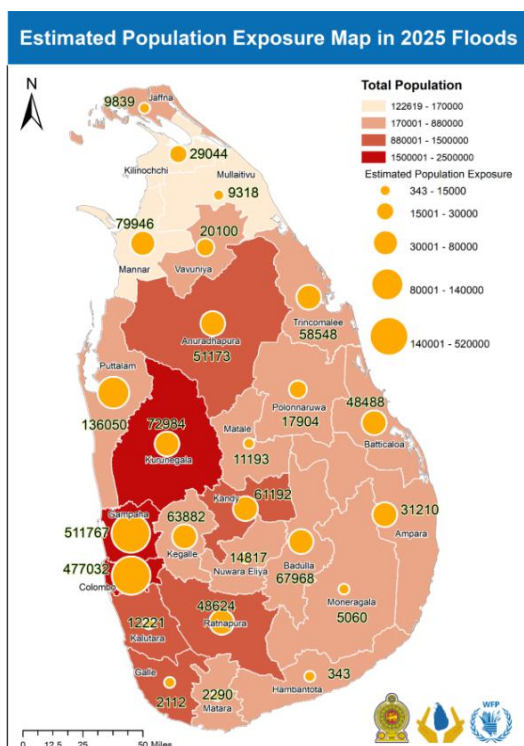 Estimated Population Exposure Map in 2025 Floods
N
Total Population
122619 - 170000
170001 - 880000
880001 - 1500000
1500001 - 2500000
Estimated Population Exposure
343 - 15000
15001 - 30000
30001 - 80000
80001 - 140000
140001 - 520000
9839
Jaffna
29044
Kilinochchi
Mullaitivu
9318
79946
Mannar
20100
Vavuniya
Trincomalee
58548
Anuradhapura
51173
Puttalam
136050
72984
Kurunegala
Polonnaruwa
17904
48488
Batticaloa
Matale
11193
Kandy
61192
Gampaha
511767
63882
Kegalle
31210
Ampara
477032
Colombo
14817
Nuwara Eliya
Badulla
67968
Moneragala
5060
12221
Kalutara
48624
Ratnapura
Galle
2112
2290
Matara
343
Hambantota
0 12.5 25 50 Miles
WFP